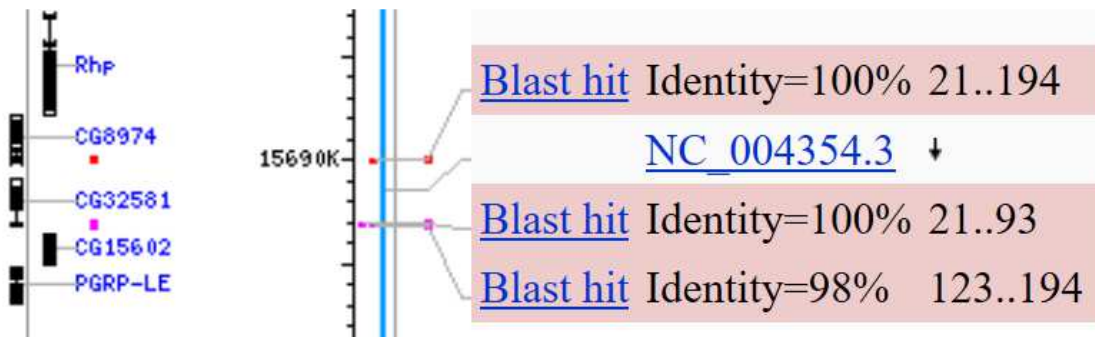 Rhp
CG8974
CG32581
CG15602
PGRP-LE
15690K
Blast hit Identity=100% 21..194
NC_004354.3 ↓
Blast hit Identity=100% 21..93
Blast hit Identity=98% 123..194